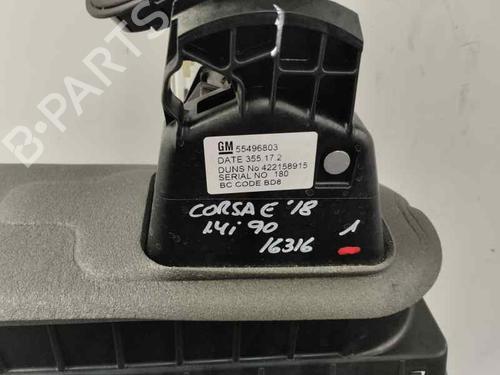 B-PARTS
GM 55496803
DATE 355.17.2
DUNS No 422158915
SERIAL NO 180
BC CODE BD8
CORSA E '18
1.4i 90
16316
1